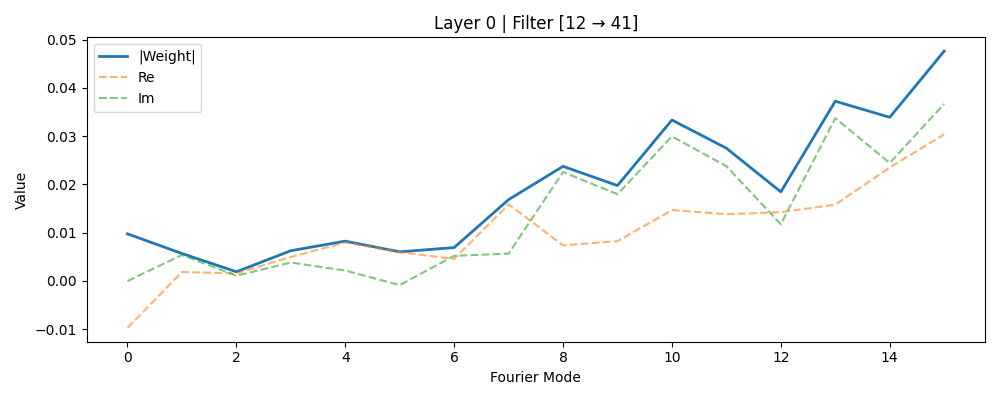 Layer 0 | Filter [12 → 41]
|Weight|
Re
Im
Value
0.05
0.04
0.03
0.02
0.01
0.00
−0.01
0 2 4 6 8 10 12 14
Fourier Mode